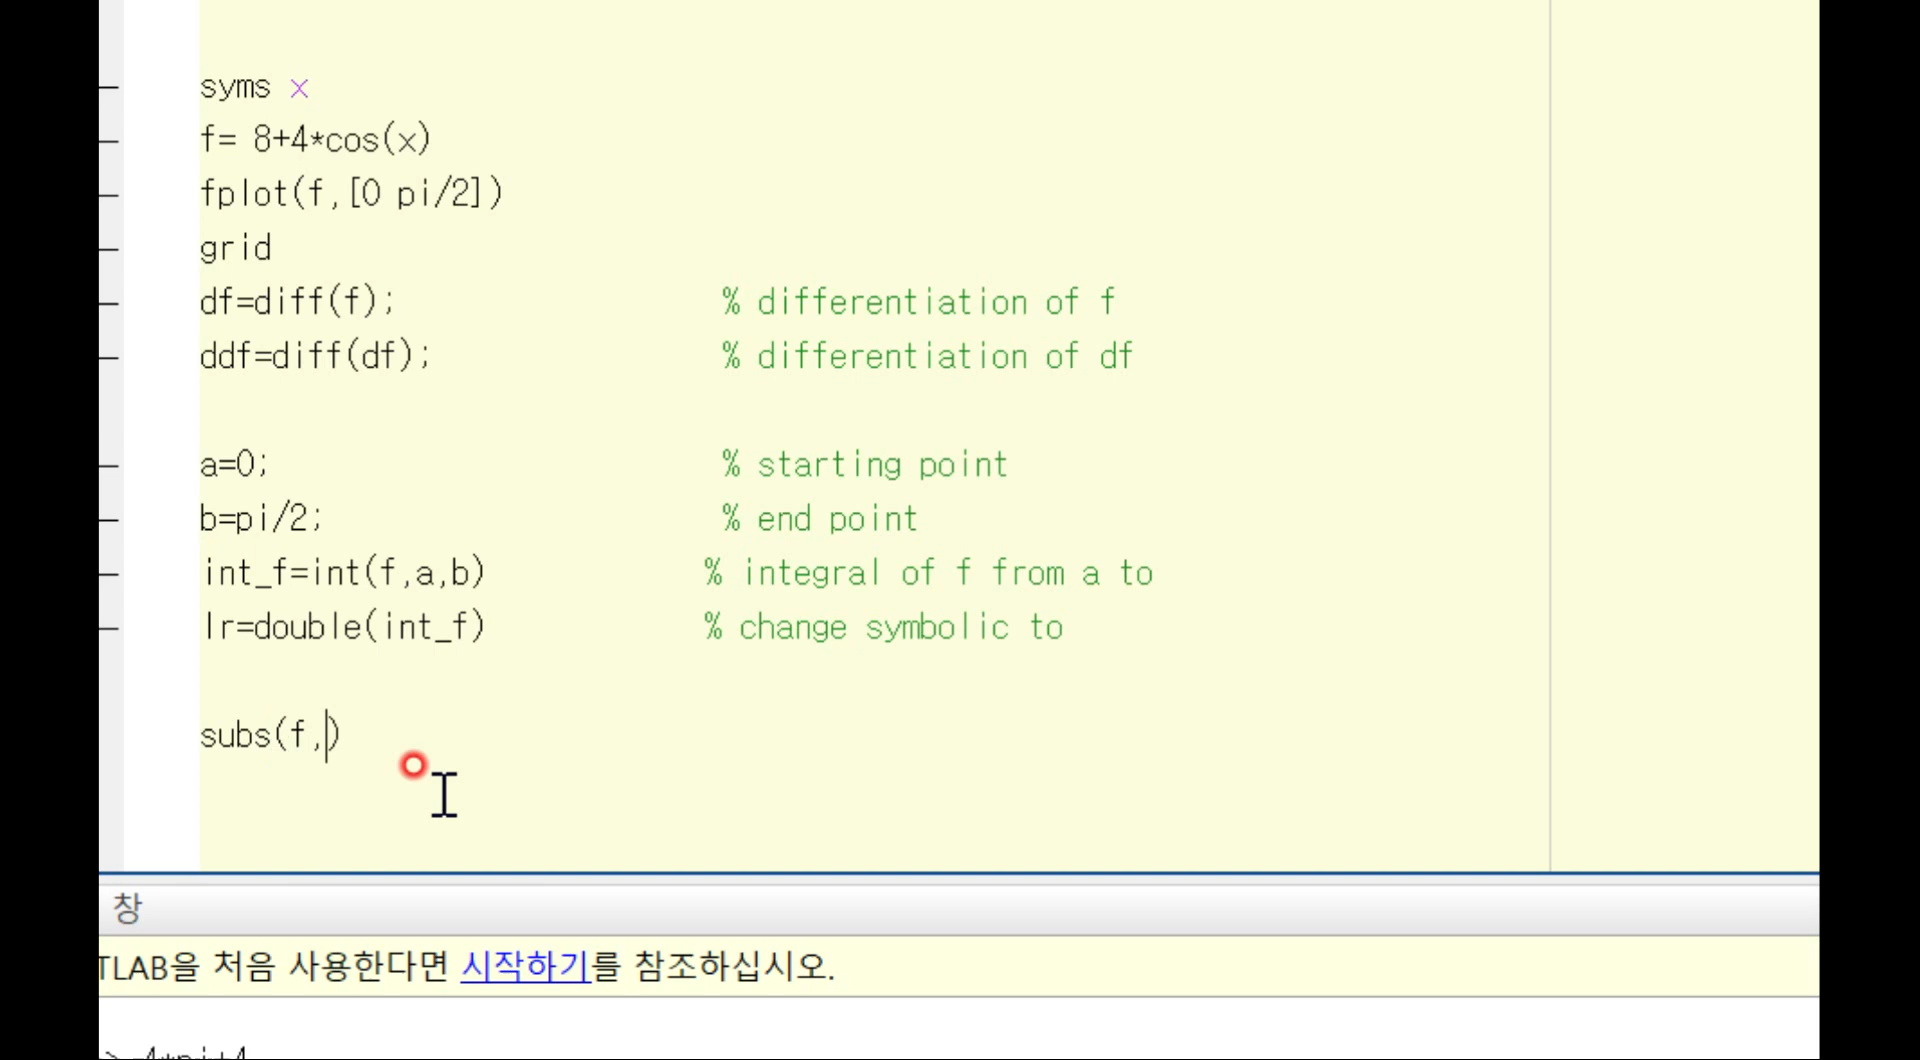 syms x
f= 8+4*cos(x)
fplot(f,[0 pi/2])
grid
df=diff(f); % differentiation of f
ddf=diff(df); % differentiation of df
a=0; % starting point
b=pi/2; % end point
int_f=int(f,a,b) % integral of f from a to
Ir=double(int_f) % change symbolic to
subs(f,)
창
TLAB을 처음 사용한다면 시작하기를 참조하십시오.